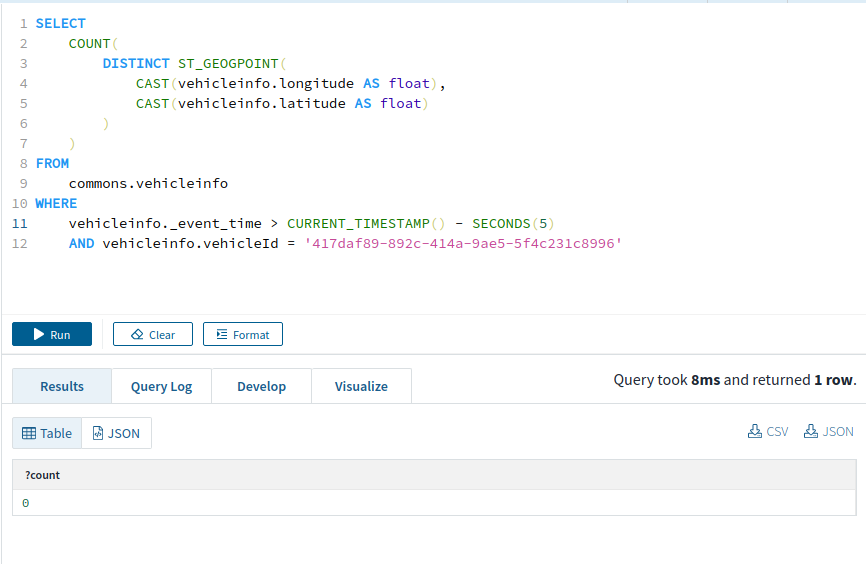 1 SELECT
2 COUNT(
3 DISTINCT ST_GEOGPOINT(
4 CAST(vehicleinfo.longitude AS float),
5 CAST(vehicleinfo.latitude AS float)
6 )
7 )
8 FROM
9 commons.vehicleinfo
10 WHERE
11 vehicleinfo._event_time > CURRENT_TIMESTAMP() - SECONDS(5)
12 AND vehicleinfo.vehicleId = '417daf89-892c-414a-9ae5-5f4c231c8996'
Run Clear Format
Results Query Log Develop Visualize Query took 8ms and returned 1 row.
Table JSON CSV JSON
?count
0